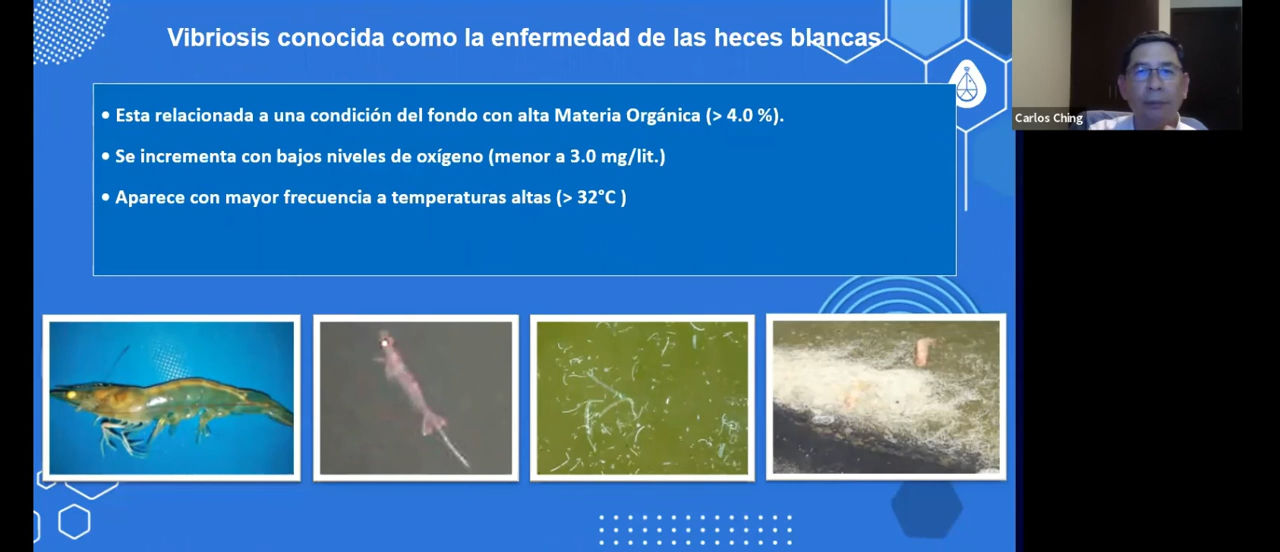 Vibriosis conocida como la enfermedad de las heces blancas
• Esta relacionada a una condición del fondo con alta Materia Orgánica (> 4.0 %).
• Se incrementa con bajos niveles de oxígeno (menor a 3.0 mg/lit.)
• Aparece con mayor frecuencia a temperaturas altas (> 32°C )
Carlos Ching